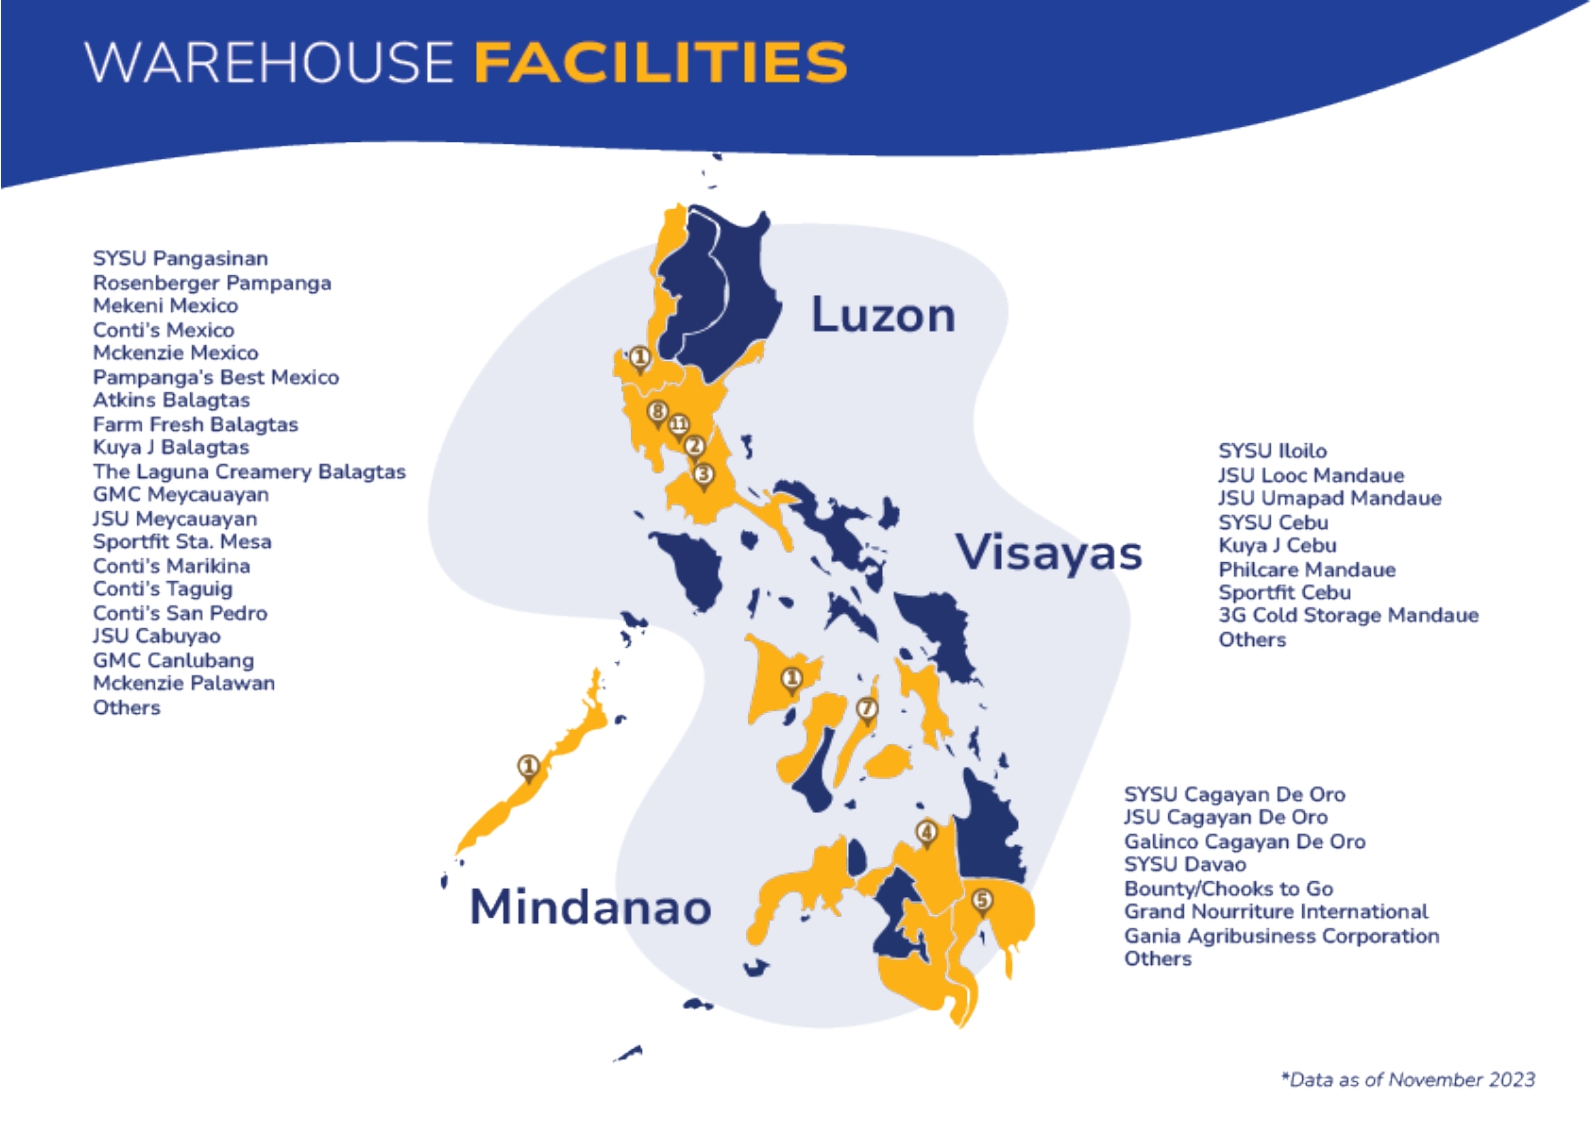 WAREHOUSE FACILITIES
SYSU Pangasinan
Rosenberger Pampanga
Mekeni Mexico
Conti's Mexico
Mckenzie Mexico
Pampanga's Best Mexico
Atkins Balagtas
Farm Fresh Balagtas
Kuya J Balagtas
The Laguna Creamery Balagtas
GMC Meycauayan
JSU Meycauayan
Sportfit Sta. Mesa
Conti's Marikina
Conti's Taguig
Conti's San Pedro
JSU Cabuyao
GMC Canlubang
Mckenzie Palawan
Others
Luzon
1
8
11
2
3
Visayas
1
7
1
SYSU Iloilo
JSU Looc Mandaue
JSU Umapad Mandaue
SYSU Cebu
Kuya J Cebu
Philcare Mandaue
Sportfit Cebu
3G Cold Storage Mandaue
Others
Mindanao
4
5
SYSU Cagayan De Oro
JSU Cagayan De Oro
Galinco Cagayan De Oro
SYSU Davao
Bounty/Chooks to Go
Grand Nourriture International
Gania Agribusiness Corporation
Others
*Data as of November 2023